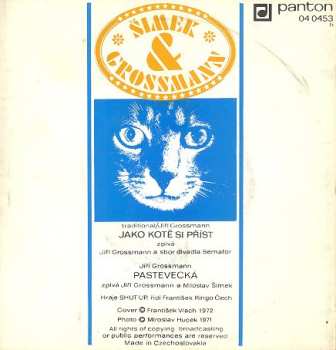 panton
04 0453
h
ŠIMEK
&
GROSSMANN
traditional/Jiří Grossmann
JAKO KOTĚ SI PŘÍST
zpívá
Jiří Grossmann a sbor divadla Semafor
Jiří Grossmann
PASTEVECKÁ
zpívá Jiří Grossmann a Miloslav Šimek
Hraje SHUT UP, řídí František Ringo Čech
Cover © František Vlach 1972
Photo © Miroslav Hucek 1971
All rights of copying, broadcasting
or public performances are reserved
Made in Czechoslovakia